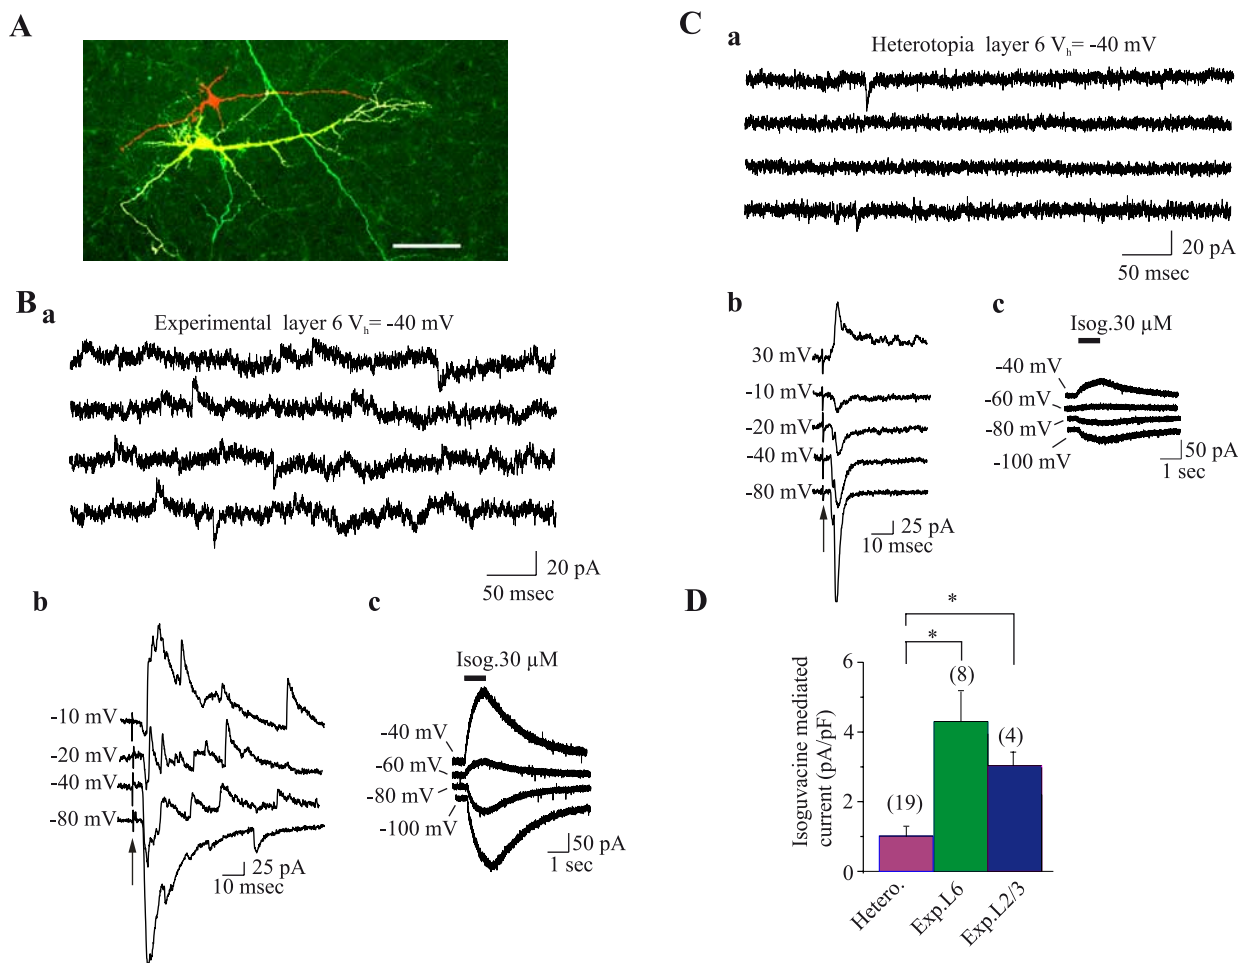 A
B
a
Experimental layer 6 Vh= -40 mV
20 pA
50 msec
b
-10 mV
-20 mV
-40 mV
-80 mV
25 pA
10 msec
c
Isog.30 µM
-40 mV
-60 mV
-80 mV
-100 mV
50 pA
1 sec
C
a
Heterotopia layer 6 Vh= -40 mV
20 pA
50 msec
b
30 mV
-10 mV
-20 mV
-40 mV
-80 mV
25 pA
10 msec
c
Isog.30 µM
-40 mV
-60 mV
-80 mV
-100 mV
50 pA
1 sec
D
*
*
Isoguvacine mediated
current (pA/pF)
6
4
2
0
(19)
(8)
(4)
Hetero.
Exp.L6
Exp.L2/3